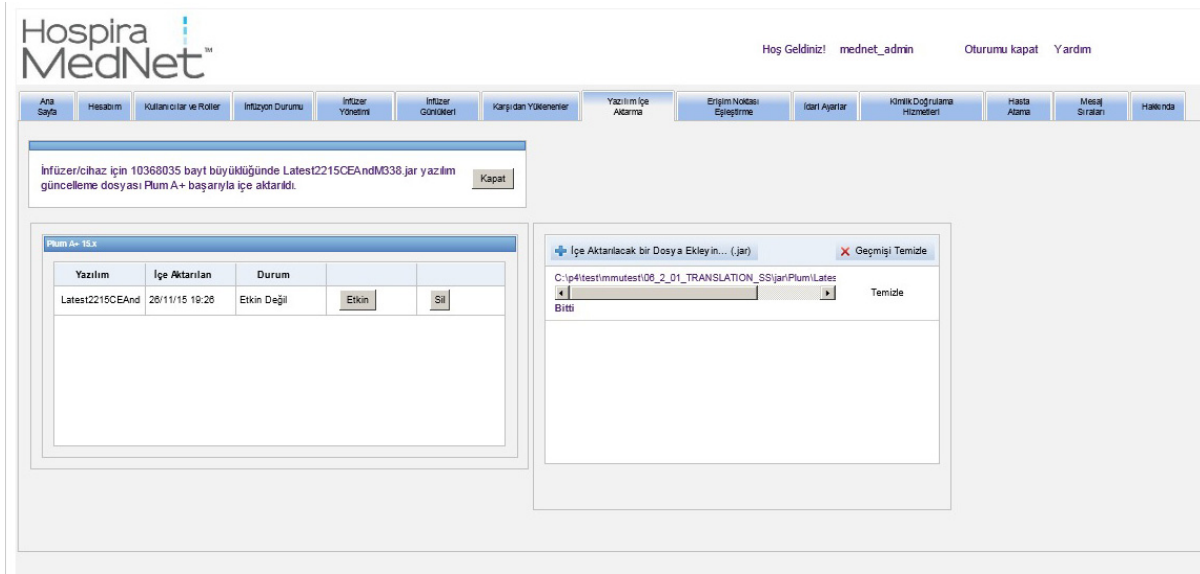 Hospira
MedNet™
Hoş Geldiniz! mednet_admin Oturumu kapat Yardım
Ana Sayfa
Hesabım
Kullanıcılar ve Roller
İnfüzyon Durumu
İnfüzer Yönetimi
İnfüzer Günlükleri
Karşıdan Yüklenenler
Yazılım İçe Aktarma
Erişim Noktası Eşleştirme
İdari Ayarlar
Kimlik Doğrulama Hizmetleri
Hasta Atama
Mesaj Sıraları
Hakkında
İnfüzer/cihaz için 10368035 bayt büyüklüğünde Latest2215CEAndM338.jar yazılım
güncelleme dosyası Plum A+ başarıyla içe aktarıldı.
Kapat
Plum A+ 15.x
Yazılım İçe Aktarılan Durum
Latest2215CEAnd 26/11/15 19:26 Etkin Değil Etkin Sil
İçe Aktarılacak bir Dosya Ekleyin... (.jar) Geçmişi Temizle
C:\p4\test\mmutest\06_2_01_TRANSLATION_SS\jar\Plum\Lates
Temizle
Bitti